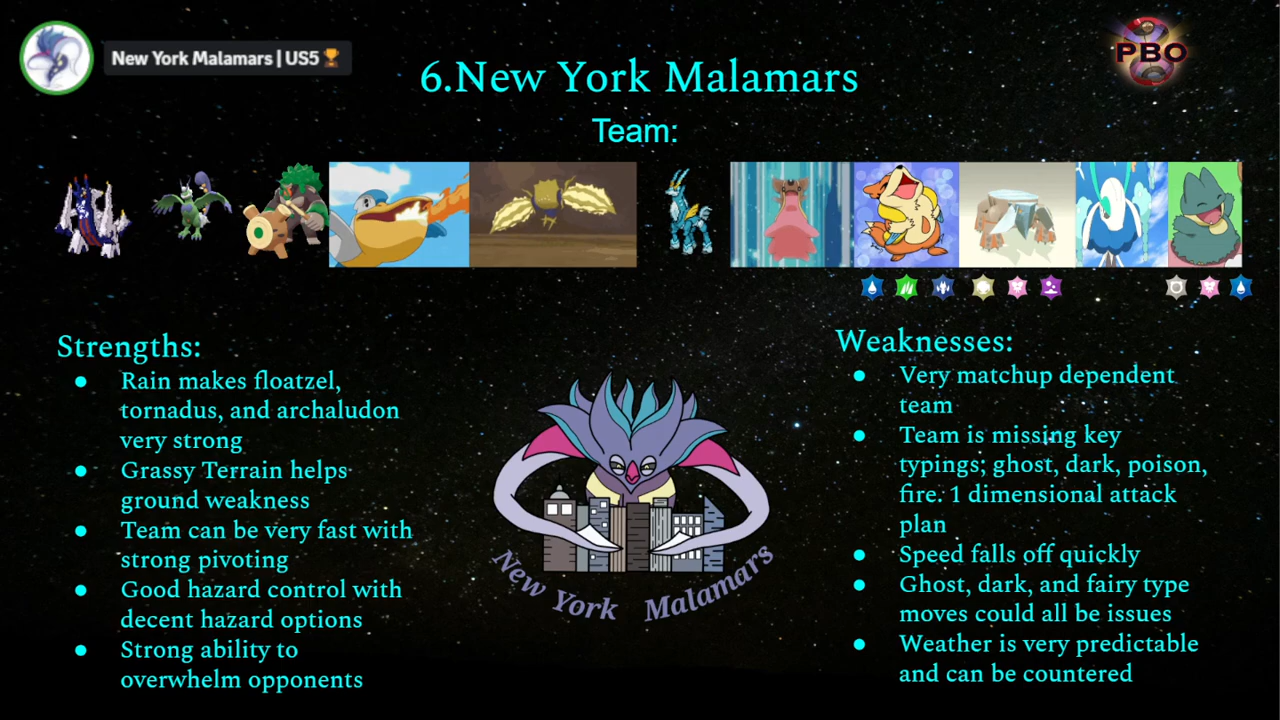 New York Malamars | US5 🏆
PBO
6.New York Malamars
Team:
Strengths:
● Rain makes floatzel,
tornadus, and archaludon
very strong
● Grassy Terrain helps
ground weakness
● Team can be very fast with
strong pivoting
● Good hazard control with
decent hazard options
● Strong ability to
overwhelm opponents
New York Malamars
Weaknesses:
● Very matchup dependent
team
● Team is missing key
typings; ghost, dark, poison,
fire. 1 dimensional attack
plan
● Speed falls off quickly
● Ghost, dark, and fairy type
moves could all be issues
● Weather is very predictable
and can be countered